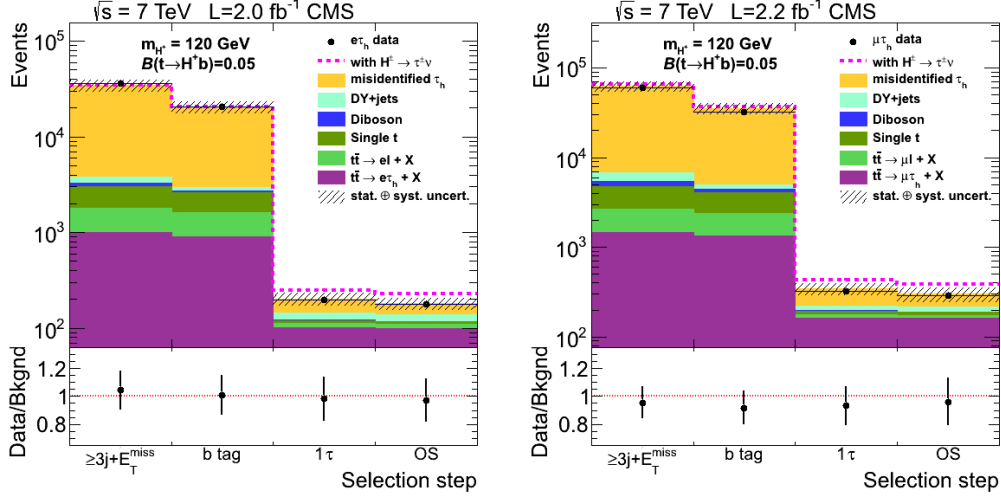 √s = 7 TeV L=2.0 fb⁻¹ CMS
Events
10⁵
10⁴
10³
10²
m_H⁺ = 120 GeV
B(t→H⁺b)=0.05
eτ_h data
with H^± → τ^±ν
misidentified τ_h
DY+jets
Diboson
Single t
tt̄ → el + X
tt̄ → eτ_h + X
stat. ⊕ syst. uncert.
Data/Bkgnd
1.2
1
0.8
≥3j+E_T^miss
b tag
1 τ
OS
Selection step
√s = 7 TeV L=2.2 fb⁻¹ CMS
Events
10⁵
10⁴
10³
10²
m_H⁺ = 120 GeV
B(t→H⁺b)=0.05
μτ_h data
with H^± → τ^±ν
misidentified τ_h
DY+jets
Diboson
Single t
tt̄ → μl + X
tt̄ → μτ_h + X
stat. ⊕ syst. uncert.
Data/Bkgnd
1.2
1
0.8
≥3j+E_T^miss
b tag
1 τ
OS
Selection step